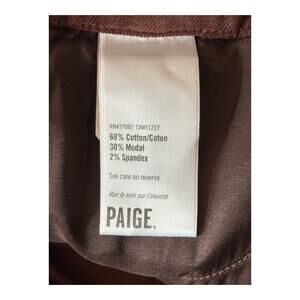 RN#27002 CA#51217
68% Cotton/Coton
30% Modal
2% Spandex
See care on reverse.
Voir le soin sur l'inverse.
PAIGE.